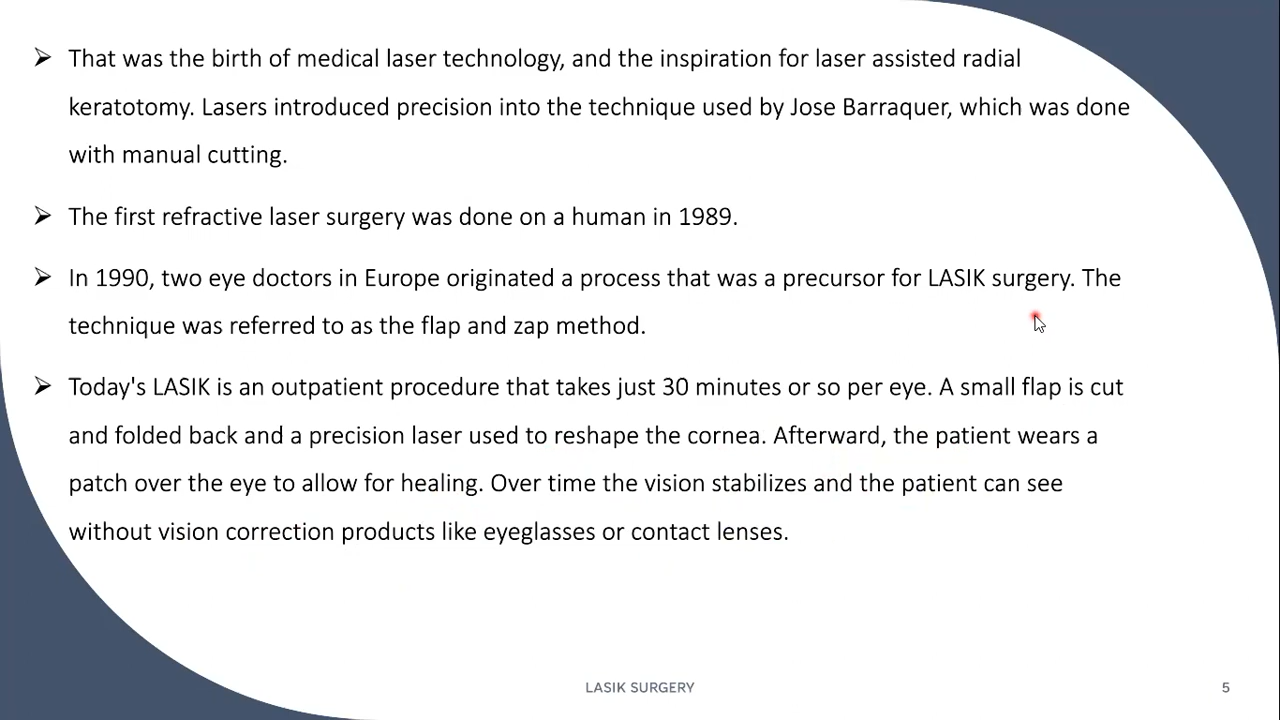 ➢ That was the birth of medical laser technology, and the inspiration for laser assisted radial
keratotomy. Lasers introduced precision into the technique used by Jose Barraquer, which was done
with manual cutting.
➢ The first refractive laser surgery was done on a human in 1989.
➢ In 1990, two eye doctors in Europe originated a process that was a precursor for LASIK surgery. The
technique was referred to as the flap and zap method.
➢ Today's LASIK is an outpatient procedure that takes just 30 minutes or so per eye. A small flap is cut
and folded back and a precision laser used to reshape the cornea. Afterward, the patient wears a
patch over the eye to allow for healing. Over time the vision stabilizes and the patient can see
without vision correction products like eyeglasses or contact lenses.
LASIK SURGERY
5